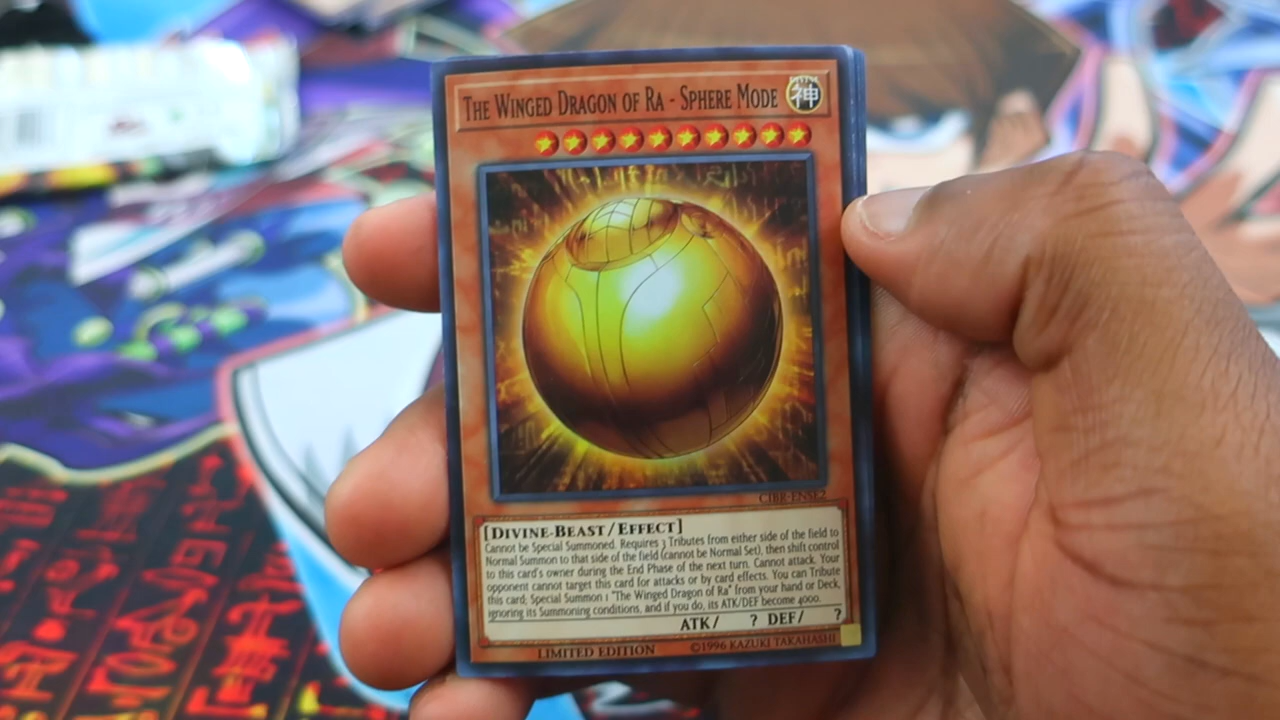 THE WINGED DRAGON OF RA - SPHERE MODE
神
CIBR-ENSE2
[DIVINE-BEAST/EFFECT]
Cannot be Special Summoned. Requires 3 Tributes from either side of the field to
Normal Summon to that side of the field (cannot be Normal Set), then shift control
to this card's owner during the End Phase of the next turn. Cannot attack. Your
opponent cannot target this card for attacks or by card effects. You can Tribute
this card; Special Summon 1 "The Winged Dragon of Ra" from your hand or Deck,
ignoring its Summoning conditions, and if you do, its ATK/DEF become 4000.
ATK/ ? DEF/ ?
LIMITED EDITION ©1996 KAZUKI TAKAHASHI